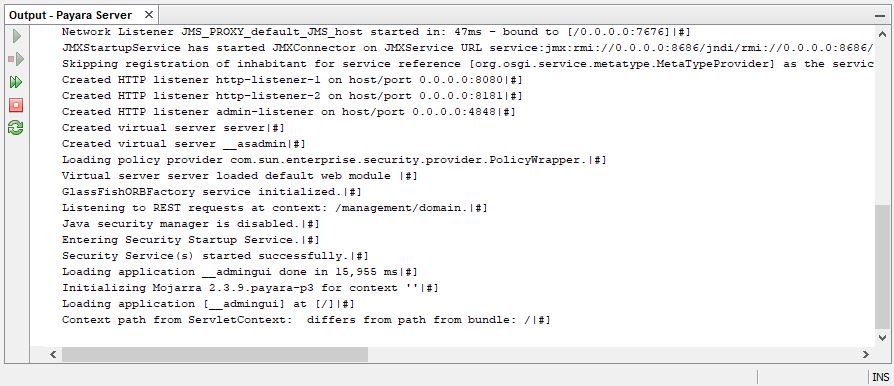 Output - Payara Server
Network Listener JMS_PROXY_default_JMS_host started in: 47ms - bound to [/0.0.0.0:7676]|#]
JMXStartupService has started JMXConnector on JMXService URL service:jmx:rmi://0.0.0.0:8686/jndi/rmi://0.0.0.0:8686/
Skipping registration of inhabitant for service reference [org.osgi.service.metatype.MetaTypeProvider] as the servic
Created HTTP listener http-listener-1 on host/port 0.0.0.0:8080|#]
Created HTTP listener http-listener-2 on host/port 0.0.0.0:8181|#]
Created HTTP listener admin-listener on host/port 0.0.0.0:4848|#]
Created virtual server server|#]
Created virtual server __asadmin|#]
Loading policy provider com.sun.enterprise.security.provider.PolicyWrapper.|#]
Virtual server server loaded default web module |#]
GlassFishORBFactory service initialized.|#]
Listening to REST requests at context: /management/domain.|#]
Java security manager is disabled.|#]
Entering Security Startup Service.|#]
Security Service(s) started successfully.|#]
Loading application __admingui done in 15,955 ms|#]
Initializing Mojarra 2.3.9.payara-p3 for context ''|#]
Loading application [__admingui] at [/]|#]
Context path from ServletContext:  differs from path from bundle: /|#]
INS